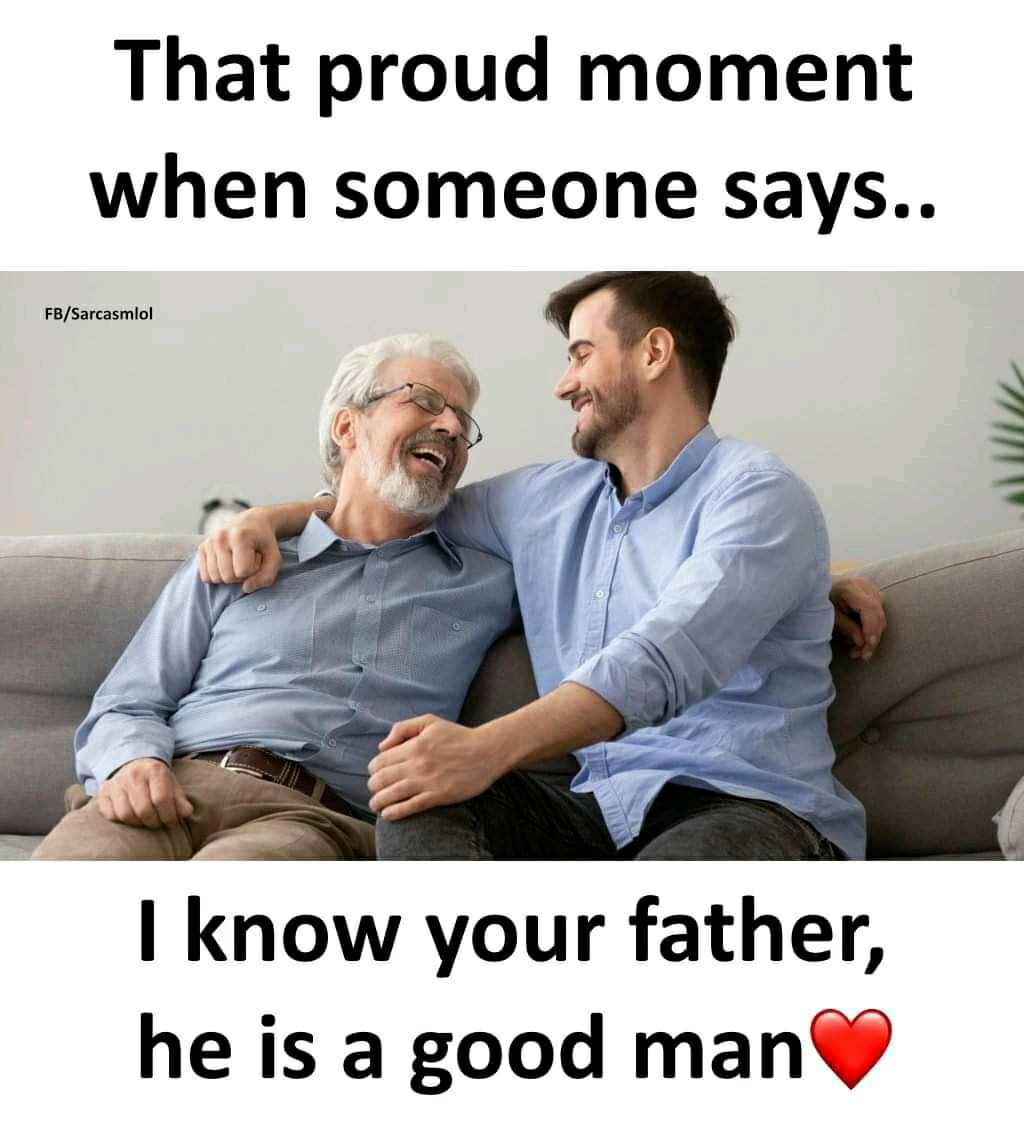 That proud moment
when someone says..
FB/Sarcasmlol
I know your father,
he is a good man❤️